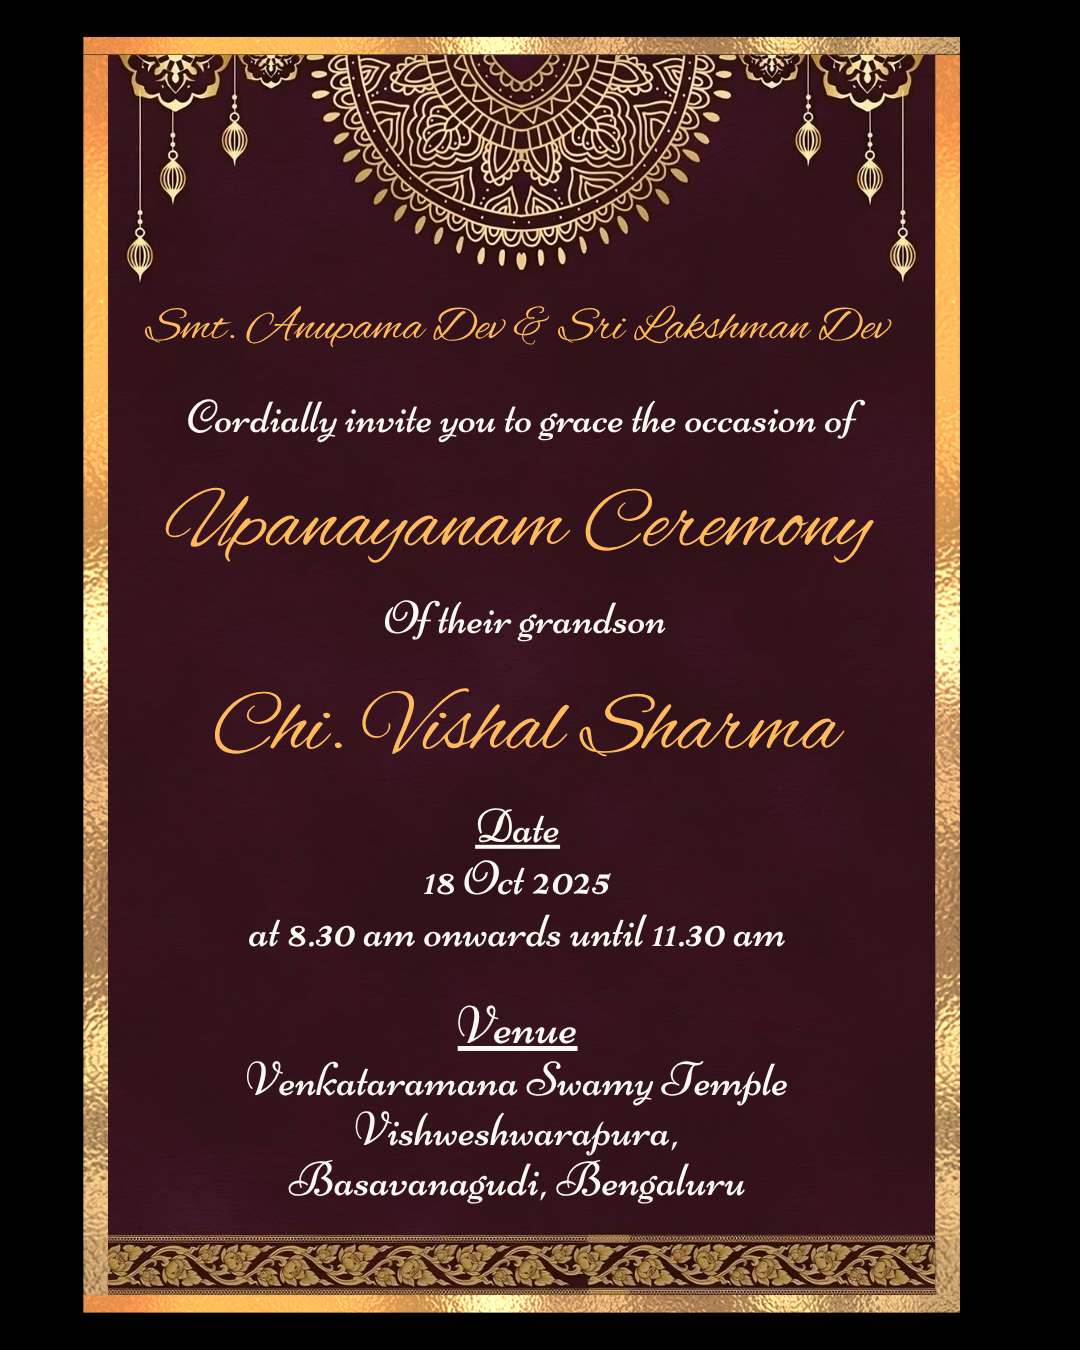 Smt. Anupama Dev & Sri Lakshman Dev
Cordially invite you to grace the occasion of
Upanayanam Ceremony
Of their grandson
Chi. Vishal Sharma
Date
18 Oct 2025
at 8.30 am onwards until 11.30 am
Venue
Venkataramana Swamy Temple
Vishweshwarapura,
Basavanagudi, Bengaluru